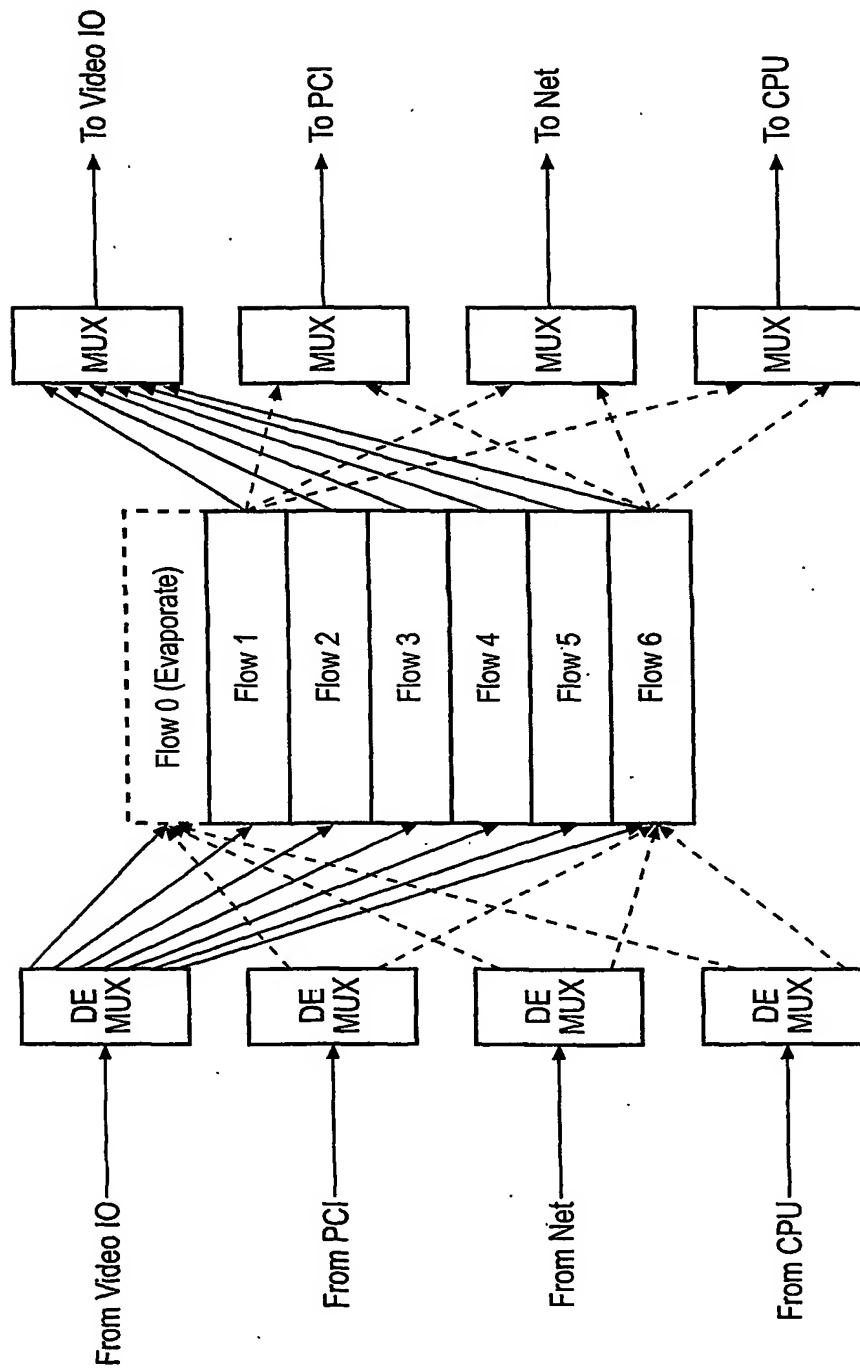 From Video IO
From PCI
From Net
From CPU
DE
MUX
DE
MUX
DE
MUX
DE
MUX
Flow 0 (Evaporate)
Flow 1
Flow 2
Flow 3
Flow 4
Flow 5
Flow 6
MUX
MUX
MUX
MUX
To Video IO
To PCI
To Net
To CPU